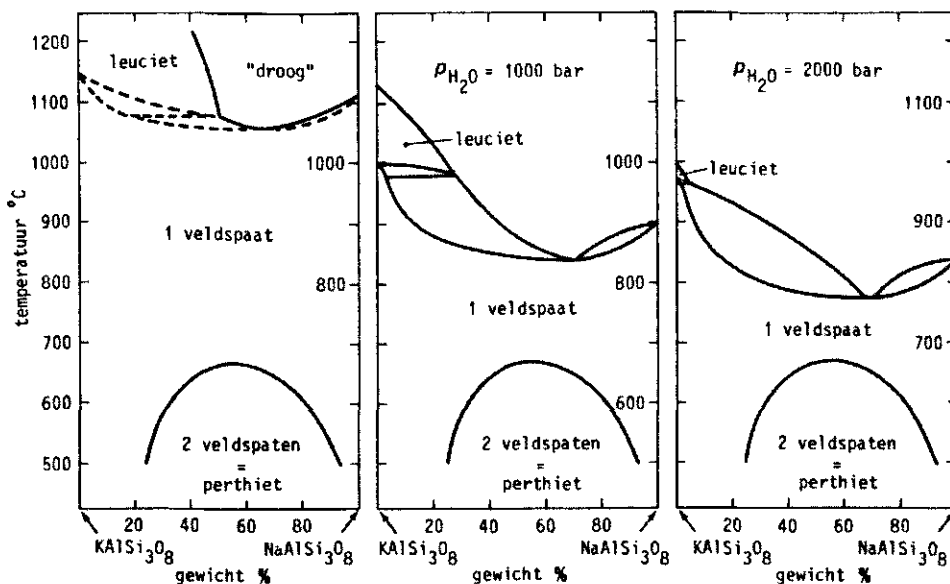 temperatuur °C
1200
1100
1000
900
800
700
600
500
leuciet
"droog"
1 veldspaat
2 veldspaten
=
perthiet
20 40 60 80
KAlSi3O8
NaAlSi3O8
gewicht %
pH2O = 1000 bar
leuciet
1000
800
600
1 veldspaat
2 veldspaten
=
perthiet
20 40 60 80
KAlSi3O8
NaAlSi3O8
gewicht %
pH2O = 2000 bar
leuciet
1100
900
700
1 veldspaat
2 veldspaten
=
perthiet
20 40 60 80
KAlSi3O8
NaAlSi3O8
gewicht %